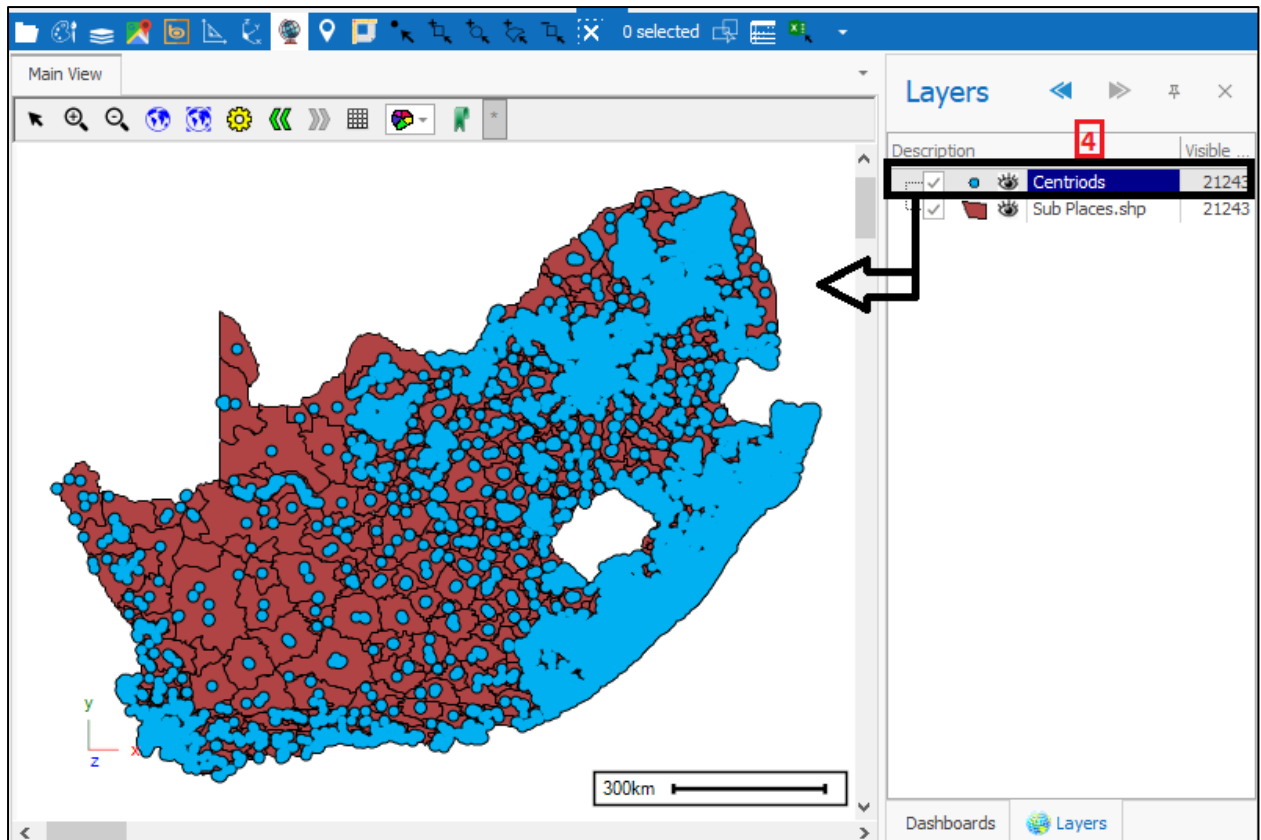 0 selected
Main View
Layers
4
Description Visible ...
Centriods 21243
Sub Places.shp 21243
y
x
z
300km
Dashboards Layers